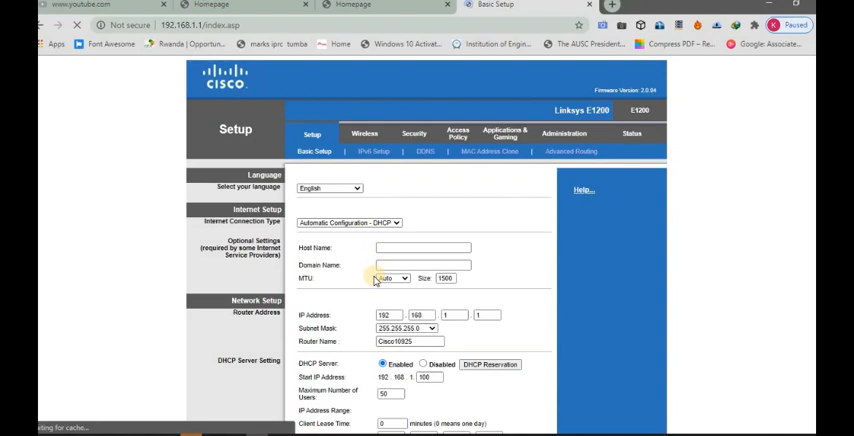 www.youtube.com Homepage Homepage Basic Setup
Not secure 192.168.1.1/index.asp Paused
Apps Font Awesome Rwanda | Opportun... marks iprc tumba Home Windows 10 Activat... Institution of Engin... The AUSC President... Compress PDF – Re... Google: Associate...
CISCO
Firmware Version: 2.0.04
Linksys E1200 E1200
Setup
Setup Wireless Security Access Policy Applications & Gaming Administration Status
Basic Setup | IPv6 Setup | DDNS | MAC Address Clone | Advanced Routing
Language
Select your language English Help...
Internet Setup
Internet Connection Type Automatic Configuration - DHCP
Optional Settings
(required by some Internet
Service Providers)
Host Name:
Domain Name:
MTU: Auto Size: 1500
Network Setup
Router Address
IP Address: 192 . 168 . 1 . 1
Subnet Mask: 255.255.255.0
Router Name : Cisco10925
DHCP Server Setting
DHCP Server: Enabled Disabled DHCP Reservation
Start IP Address: 192 . 168 . 1. 100
Maximum Number of
Users: 50
IP Address Range:
Client Lease Time: 0 minutes (0 means one day)
for cache...